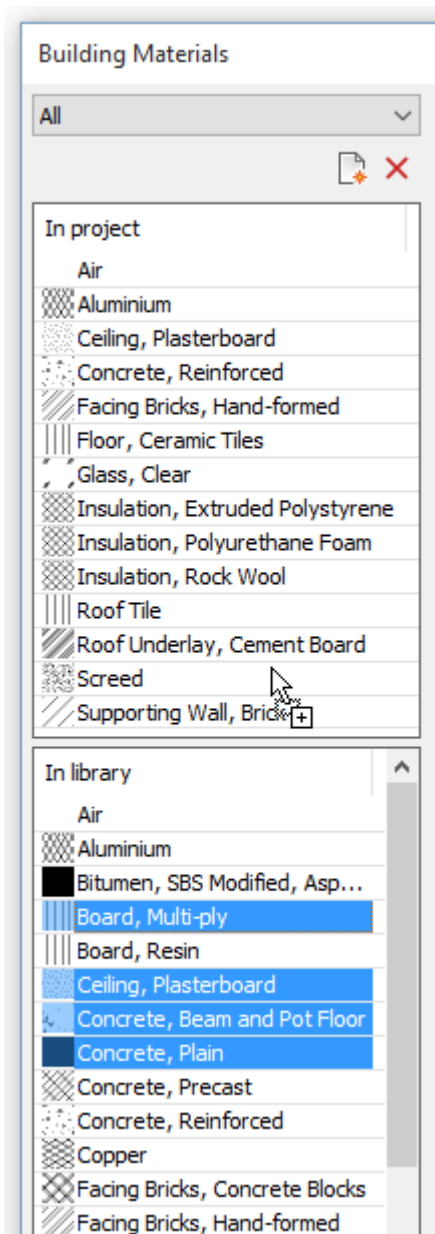 Building Materials
All
In project
Air
Aluminium
Ceiling, Plasterboard
Concrete, Reinforced
Facing Bricks, Hand-formed
Floor, Ceramic Tiles
Glass, Clear
Insulation, Extruded Polystyrene
Insulation, Polyurethane Foam
Insulation, Rock Wool
Roof Tile
Roof Underlay, Cement Board
Screed
Supporting Wall, Brick
In library
Air
Aluminium
Bitumen, SBS Modified, Asp...
Board, Multi-ply
Board, Resin
Ceiling, Plasterboard
Concrete, Beam and Pot Floor
Concrete, Plain
Concrete, Precast
Concrete, Reinforced
Copper
Facing Bricks, Concrete Blocks
Facing Bricks, Hand-formed